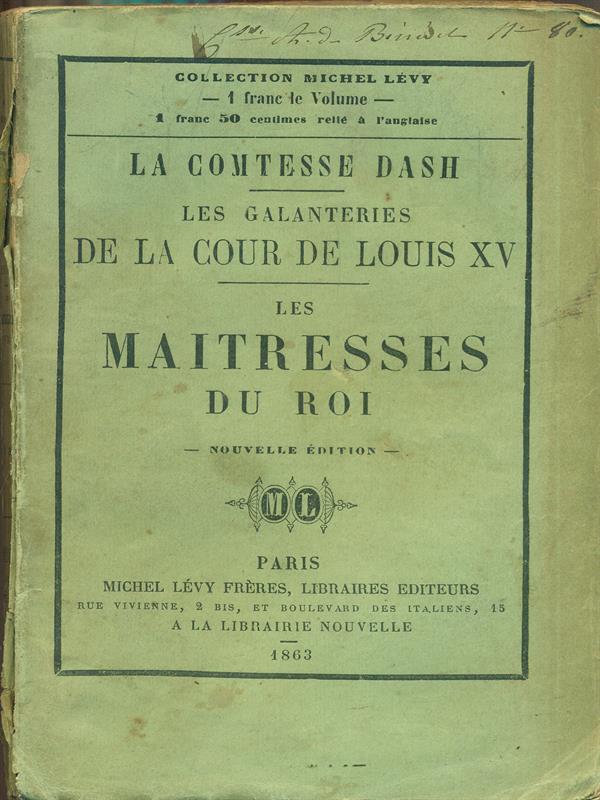 COLLECTION MICHEL LÉVY
— 1 franc le Volume —
1 franc 50 centimes relié à l'anglaise
LA COMTESSE DASH
LES GALANTERIES
DE LA COUR DE LOUIS XV
LES
MAITRESSES
DU ROI
— NOUVELLE ÉDITION —
M L
PARIS
MICHEL LÉVY FRÈRES, LIBRAIRES EDITEURS
RUE VIVIENNE, 2 BIS, ET BOULEVARD DES ITALIENS, 15
A LA LIBRAIRIE NOUVELLE
1863